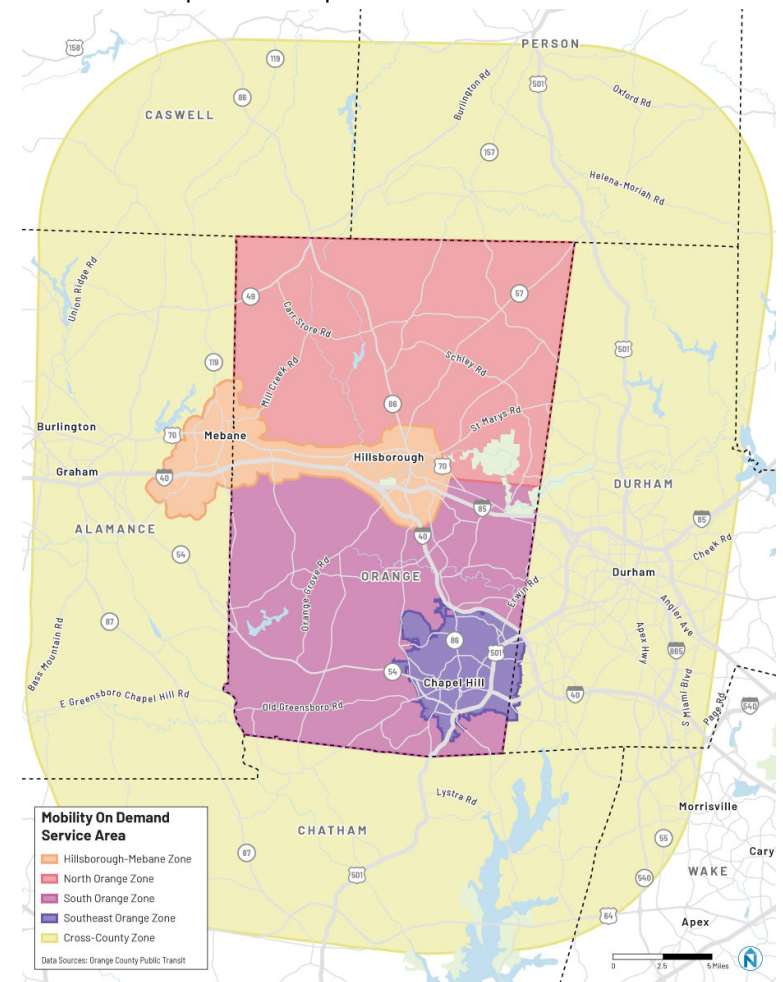 158
PERSON
119
501
Burlington Rd
Oxford Rd
86
CASWELL
157
Helena-Moriah Rd
Union Ridge Rd
49
57
Carr Store Rd
501
Schley Rd
119
Mill Creek Rd
86
St Marys Rd
Burlington
70
Mebane
Hillsborough
70
Graham
40
DURHAM
85
85
ALAMANCE
40
Cheek Rd
54
ORANGE
Durham
Orange Grove Rd
Erwin Rd
Angier Ave
87
86
Apex Hwy
Bass Mountain Rd
501
885
54
Chapel Hill
E Greensboro Chapel Hill Rd
40
S Miami Blvd
Page Rd
540
Old Greensboro Rd
Lystra Rd
Morrisville
Mobility On Demand
Service Area
Hillsborough-Mebane Zone
North Orange Zone
South Orange Zone
Southeast Orange Zone
Cross-County Zone
Data Sources: Orange County Public Transit
CHATHAM
55
87
Cary
501
WAKE
540
64
Apex
0 2.5 5 Miles
N